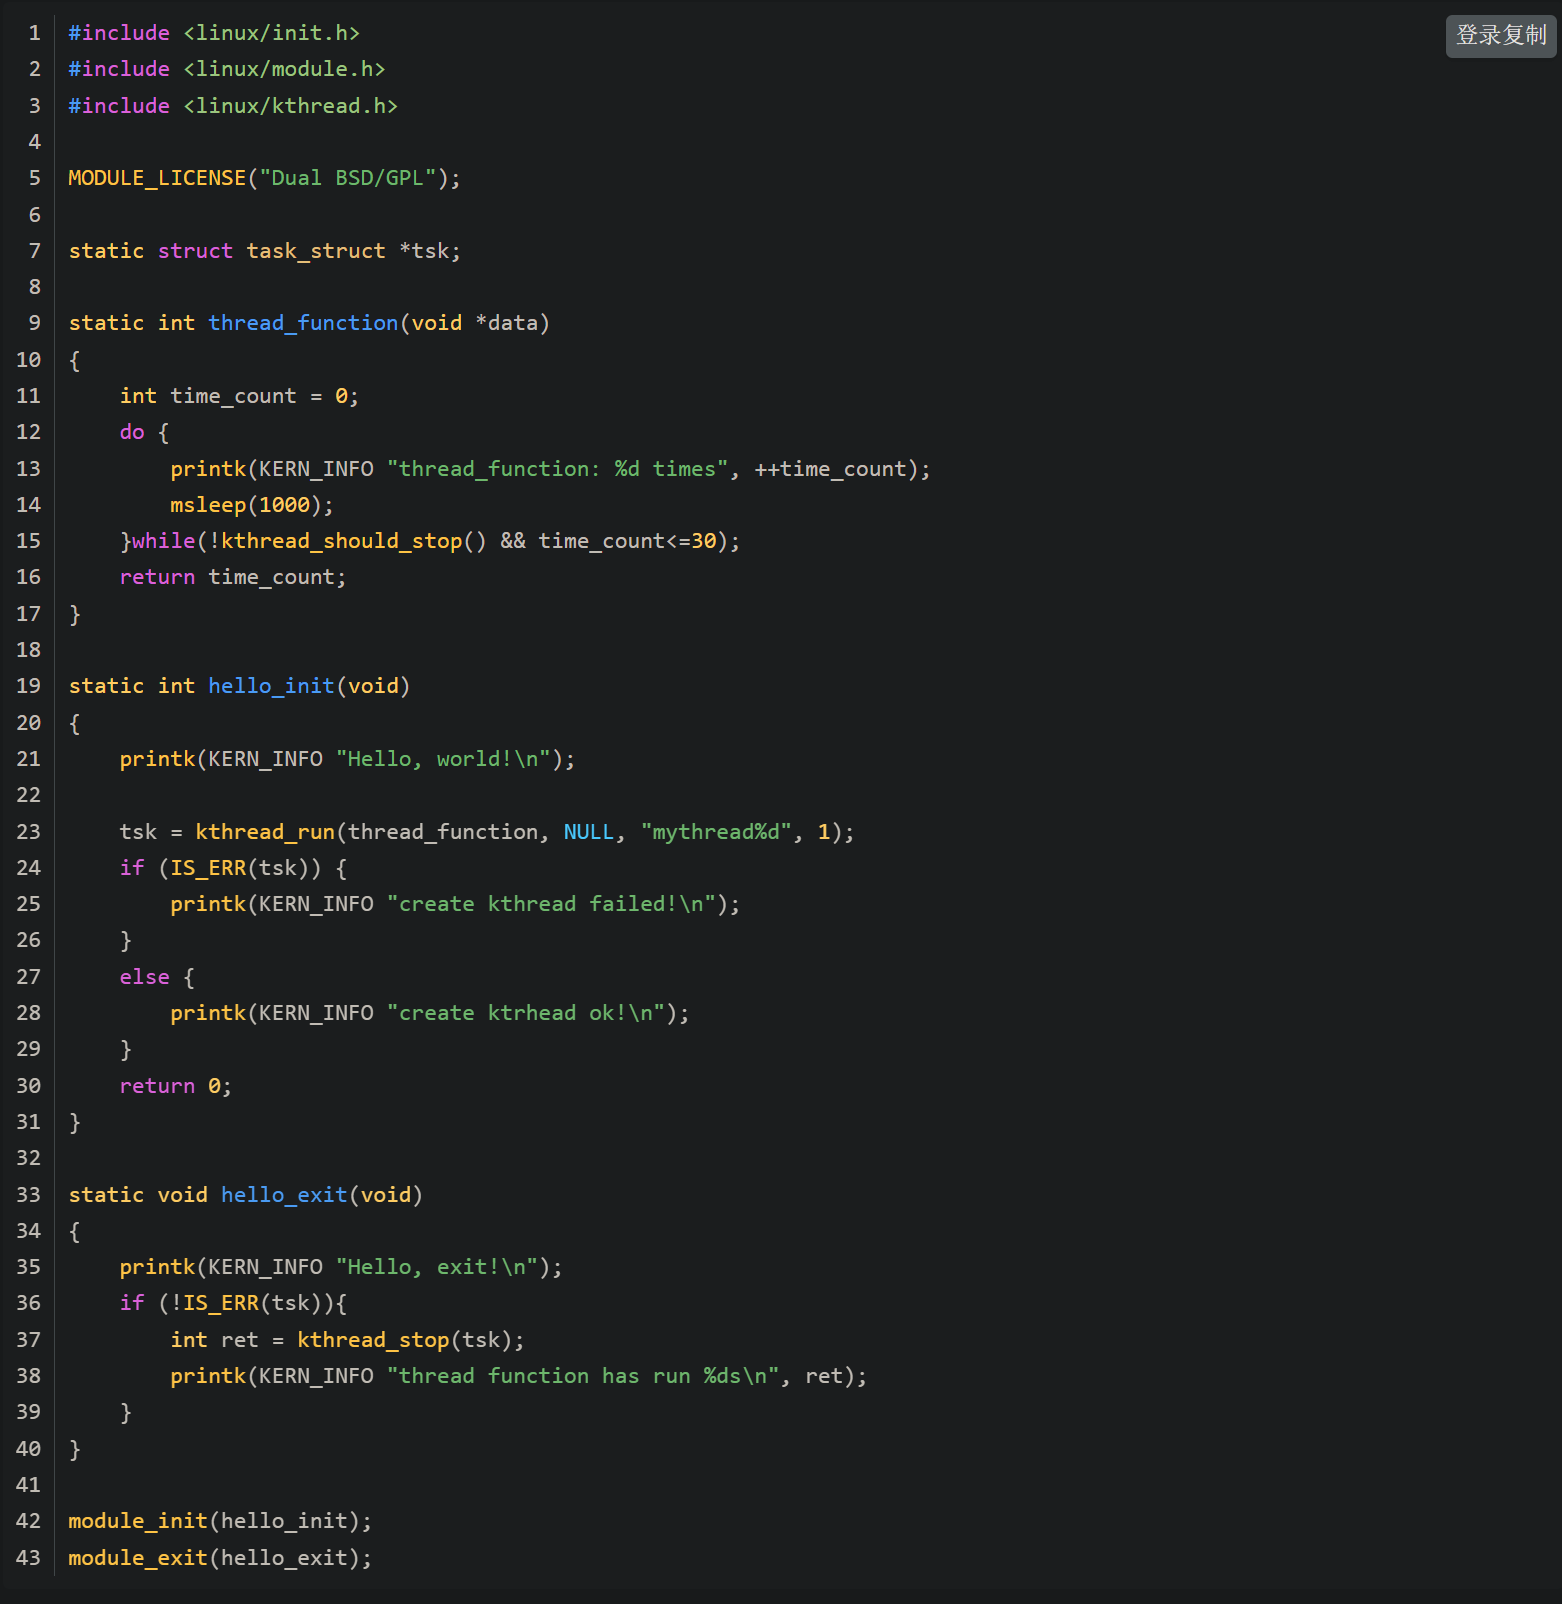 登录复制
1 #include <linux/init.h>
2 #include <linux/module.h>
3 #include <linux/kthread.h>
4
5 MODULE_LICENSE("Dual BSD/GPL");
6
7 static struct task_struct *tsk;
8
9 static int thread_function(void *data)
10 {
11     int time_count = 0;
12     do {
13         printk(KERN_INFO "thread_function: %d times", ++time_count);
14         msleep(1000);
15     }while(!kthread_should_stop() && time_count<=30);
16     return time_count;
17 }
18
19 static int hello_init(void)
20 {
21     printk(KERN_INFO "Hello, world!\n");
22
23     tsk = kthread_run(thread_function, NULL, "mythread%d", 1);
24     if (IS_ERR(tsk)) {
25         printk(KERN_INFO "create kthread failed!\n");
26     }
27     else {
28         printk(KERN_INFO "create ktrhead ok!\n");
29     }
30     return 0;
31 }
32
33 static void hello_exit(void)
34 {
35     printk(KERN_INFO "Hello, exit!\n");
36     if (!IS_ERR(tsk)){
37         int ret = kthread_stop(tsk);
38         printk(KERN_INFO "thread function has run %ds\n", ret);
39     }
40 }
41
42 module_init(hello_init);
43 module_exit(hello_exit);